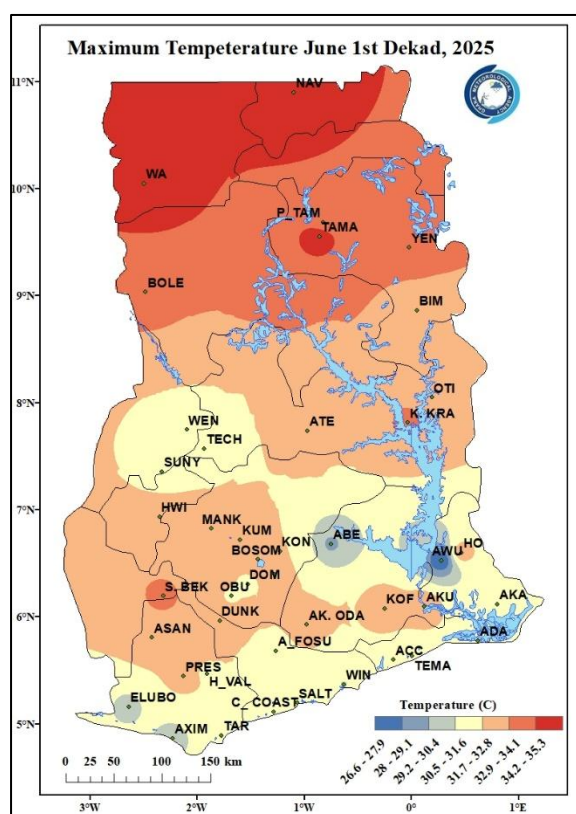 Maximum Tempeterature June 1st Dekad, 2025
11°N
NAV
10°N
WA
P_TAM
TAMA
YEN
BOLE
9°N
BIM
OTI
8°N
K. KRA
WEN
ATE
TECH
SUNY
7°N
HWI
MANK
KUM
ABE
KON
BOSOM
AWU
HO
DOM
S. BEK
OBU
KOF
AKU
AKA
6°N
DUNK
AK. ODA
ASAN
ADA
A_FOSU
ACC
TEMA
PRES
H_VAL
WIN
ELUBO
C_COAST
SALT
5°N
AXIM
TAR
Temperature (C)
26.6 - 27.9
28 - 29.1
29.2 - 30.4
30.5 - 31.6
31.7 - 32.8
32.9 - 34.1
34.2 - 35.3
0 25 50 100 150 km
3°W 2°W 1°W 0° 1°E